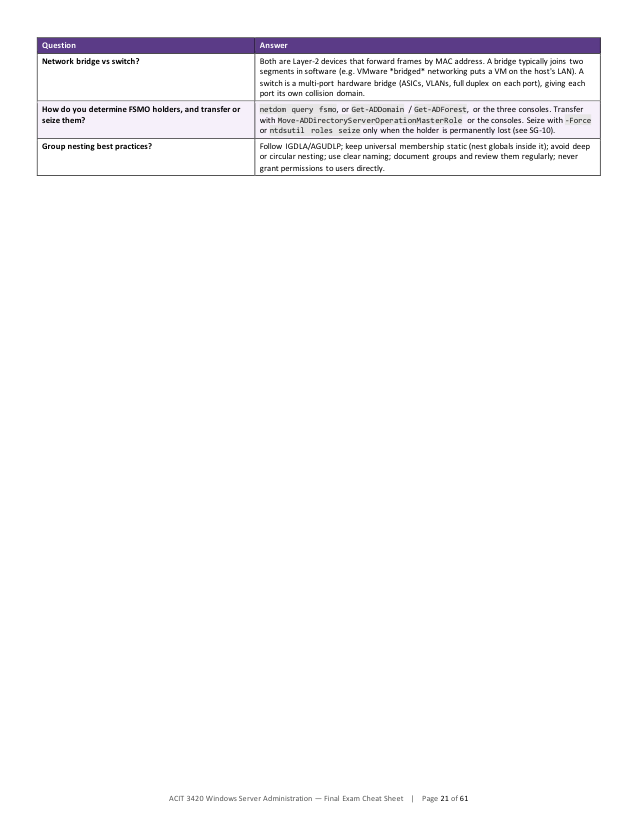 Question Answer
Network bridge vs switch? Both are Layer-2 devices that forward frames by MAC address. A bridge typically joins two
segments in software (e.g. VMware *bridged* networking puts a VM on the host's LAN). A
switch is a multi-port hardware bridge (ASICs, VLANs, full duplex on each port), giving each
port its own collision domain.
How do you determine FSMO holders, and transfer or netdom query fsmo, or Get-ADDomain / Get-ADForest, or the three consoles. Transfer
seize them? with Move-ADDirectoryServerOperationMasterRole or the consoles. Seize with -Force
or ntdsutil roles seize only when the holder is permanently lost (see SG-10).
Group nesting best practices? Follow IGDLA/AGUDLP; keep universal membership static (nest globals inside it); avoid deep
or circular nesting; use clear naming; document groups and review them regularly; never
grant permissions to users directly.
ACIT 3420 Windows Server Administration — Final Exam Cheat Sheet | Page 21 of 61